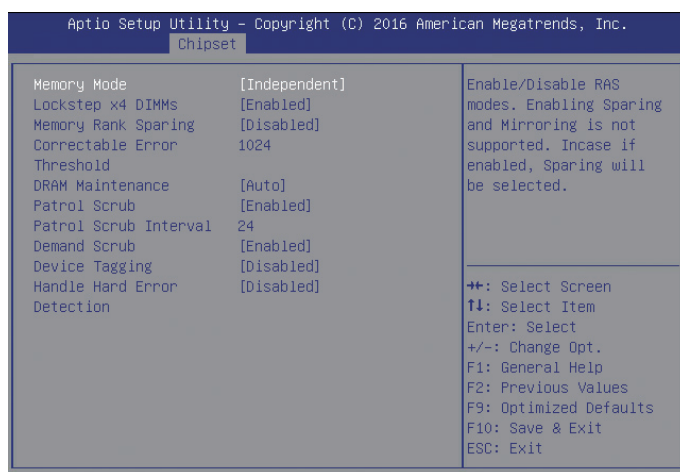 Aptio Setup Utility – Copyright (C) 2016 American Megatrends, Inc.
Chipset
Memory Mode [Independent]
Lockstep x4 DIMMs [Enabled]
Memory Rank Sparing [Disabled]
Correctable Error 1024
Threshold
DRAM Maintenance [Auto]
Patrol Scrub [Enabled]
Patrol Scrub Interval 24
Demand Scrub [Enabled]
Device Tagging [Disabled]
Handle Hard Error [Disabled]
Detection
Enable/Disable RAS
modes. Enabling Sparing
and Mirroring is not
supported. Incase if
enabled, Sparing will
be selected.
→←: Select Screen
↑↓: Select Item
Enter: Select
+/-: Change Opt.
F1: General Help
F2: Previous Values
F9: Optimized Defaults
F10: Save & Exit
ESC: Exit